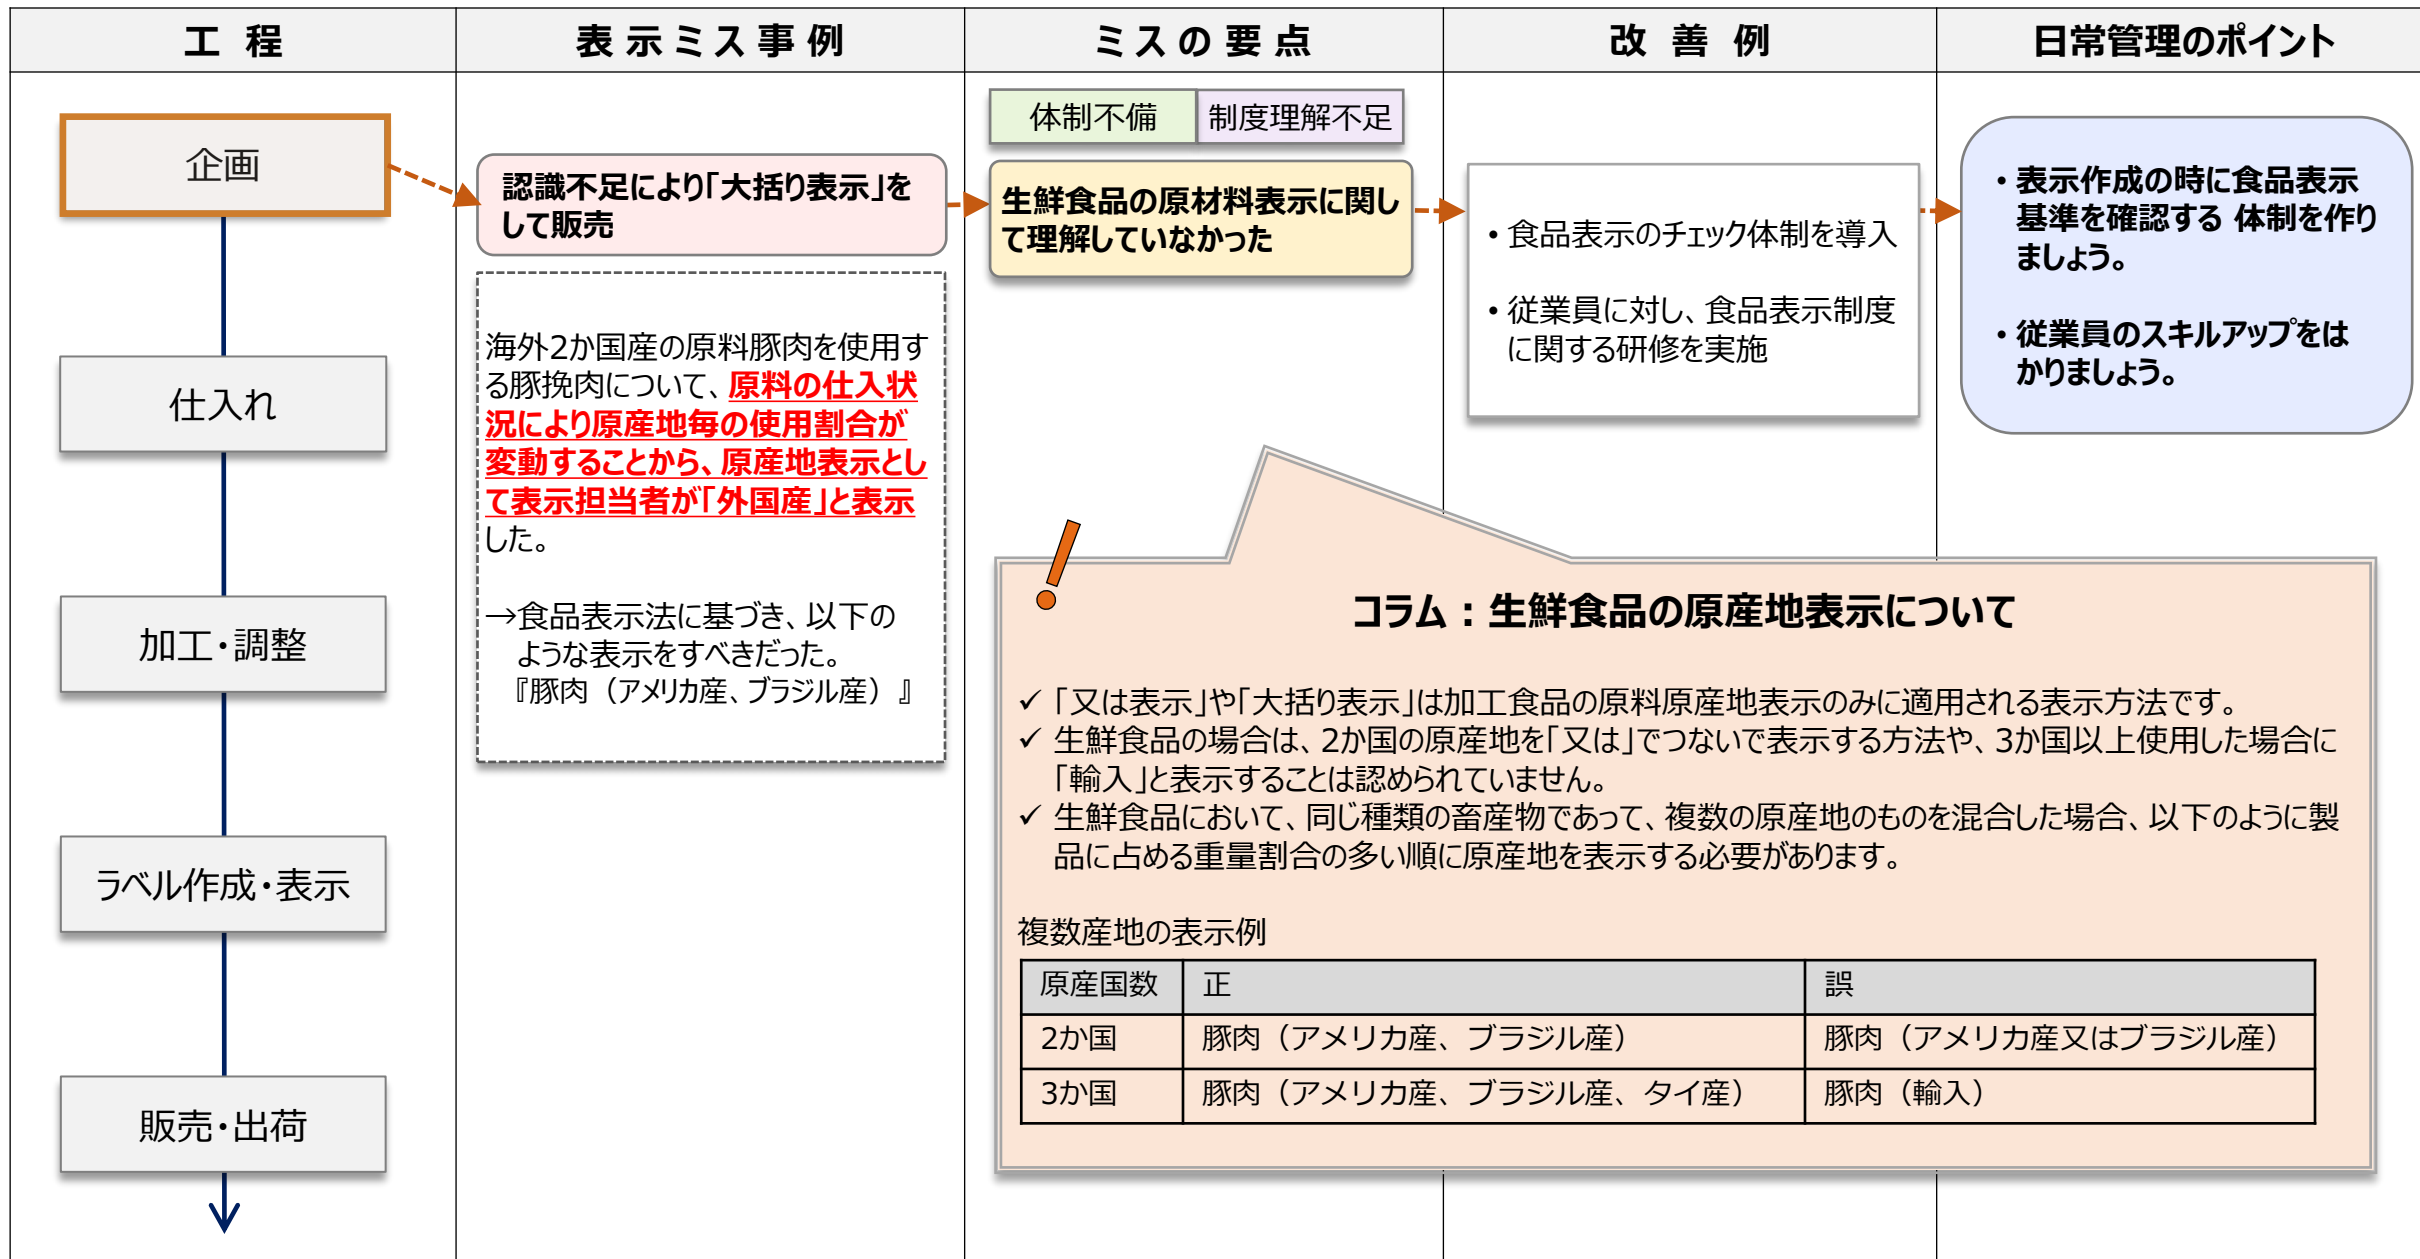 工 程
表 示 ミ ス 事 例
ミ ス の 要 点
改 善 例
日常管理のポイント
企画
仕入れ
加工・調整
ラベル作成・表示
販売・出荷
認識不足により「大括り表示」を
して販売
海外2か国産の原料豚肉を使用す
る豚挽肉について、原料の仕入状
況により原産地毎の使用割合が
変動することから、原産地表示とし
て表示担当者が「外国産」と表示
した。
→食品表示法に基づき、以下の
ような表示をすべきだった。
『豚肉（アメリカ産、ブラジル産）』
体制不備
制度理解不足
生鮮食品の原材料表示に関し
て理解していなかった
• 食品表示のチェック体制を導入
• 従業員に対し、食品表示制度
に関する研修を実施
・表示作成の時に食品表示
基準を確認する 体制を作り
ましょう。
・従業員のスキルアップをは
かりましょう。
コラム：生鮮食品の原産地表示について
✓ 「又は表示」や「大括り表示」は加工食品の原料原産地表示のみに適用される表示方法です。
✓ 生鮮食品の場合は、2か国の原産地を「又は」でつないで表示する方法や、3か国以上使用した場合に
「輸入」と表示することは認められていません。
✓ 生鮮食品において、同じ種類の畜産物であって、複数の原産地のものを混合した場合、以下のように製
品に占める重量割合の多い順に原産地を表示する必要があります。
複数産地の表示例
原産国数 正 誤
2か国 豚肉（アメリカ産、ブラジル産） 豚肉（アメリカ産又はブラジル産）
3か国 豚肉（アメリカ産、ブラジル産、タイ産） 豚肉（輸入）